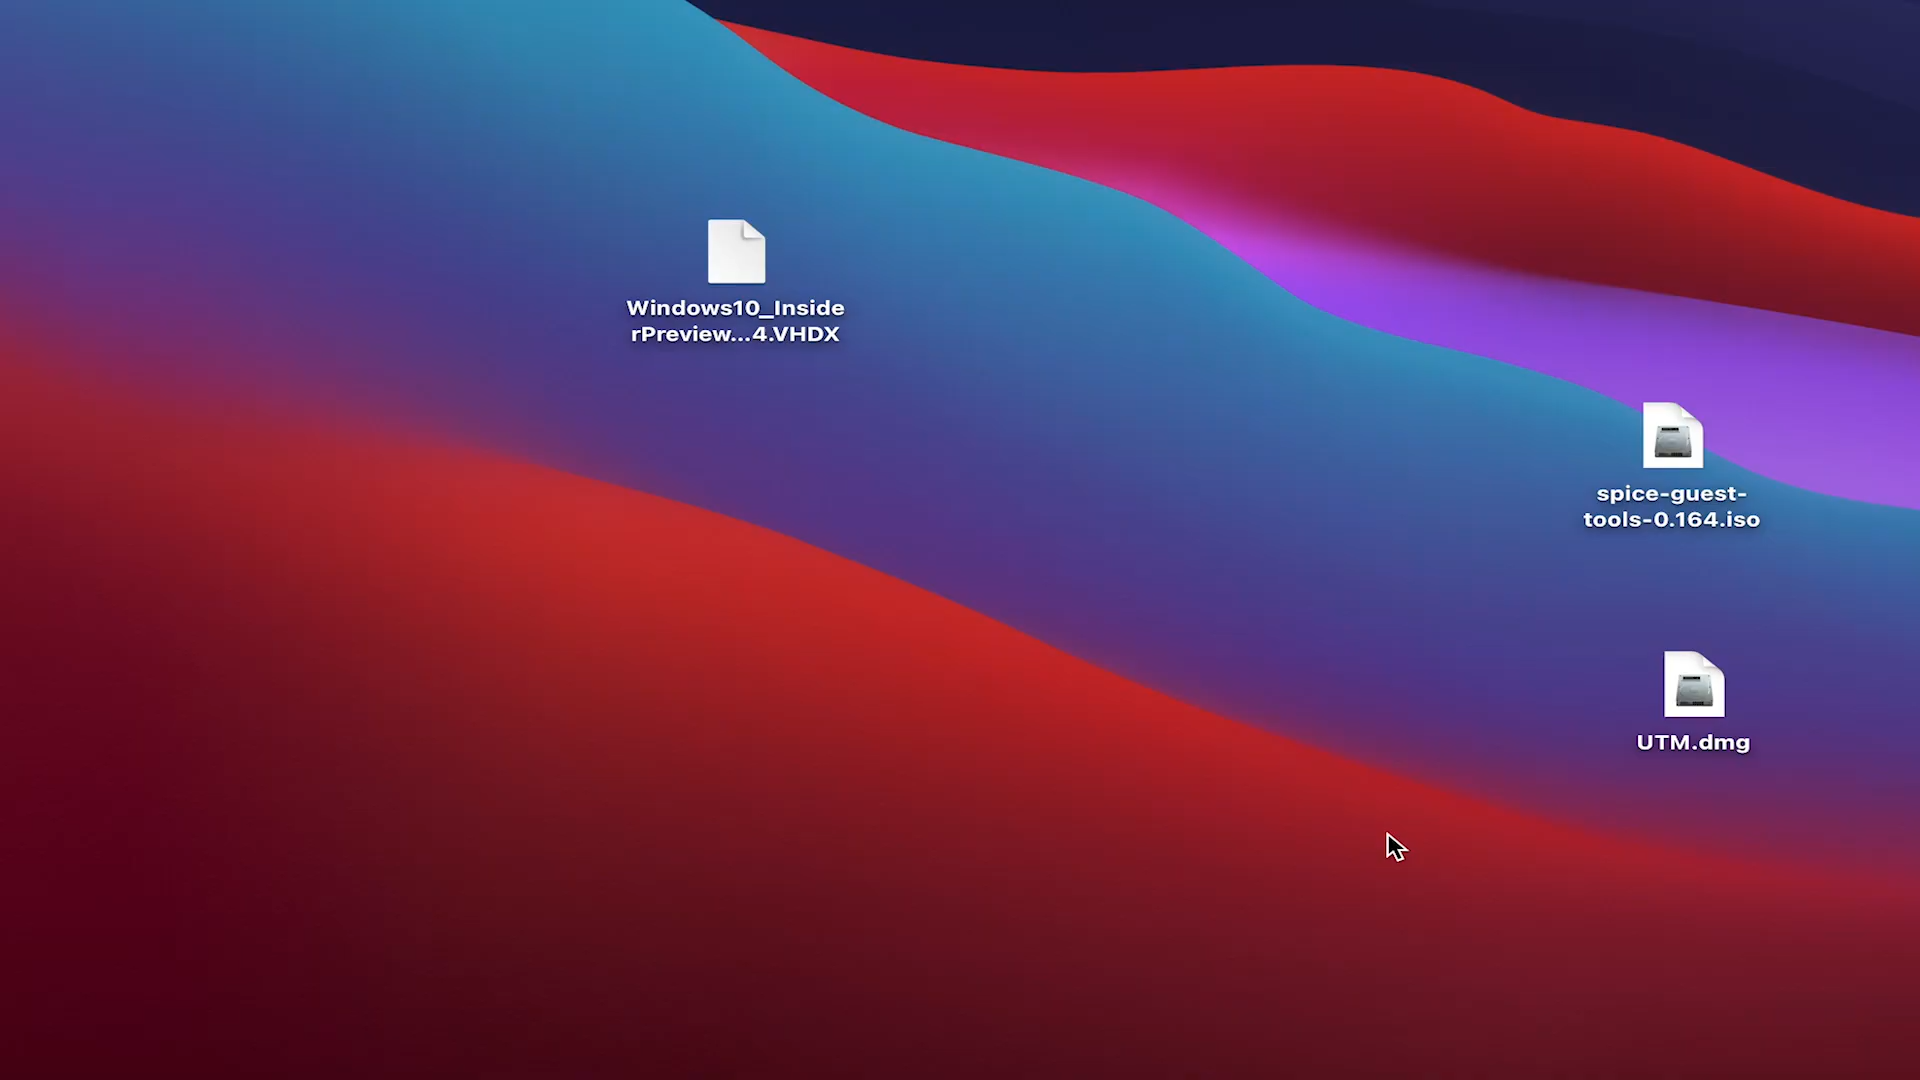 Windows10_Inside
rPreview...4.VHDX
spice-guest-
tools-0.164.iso
UTM.dmg